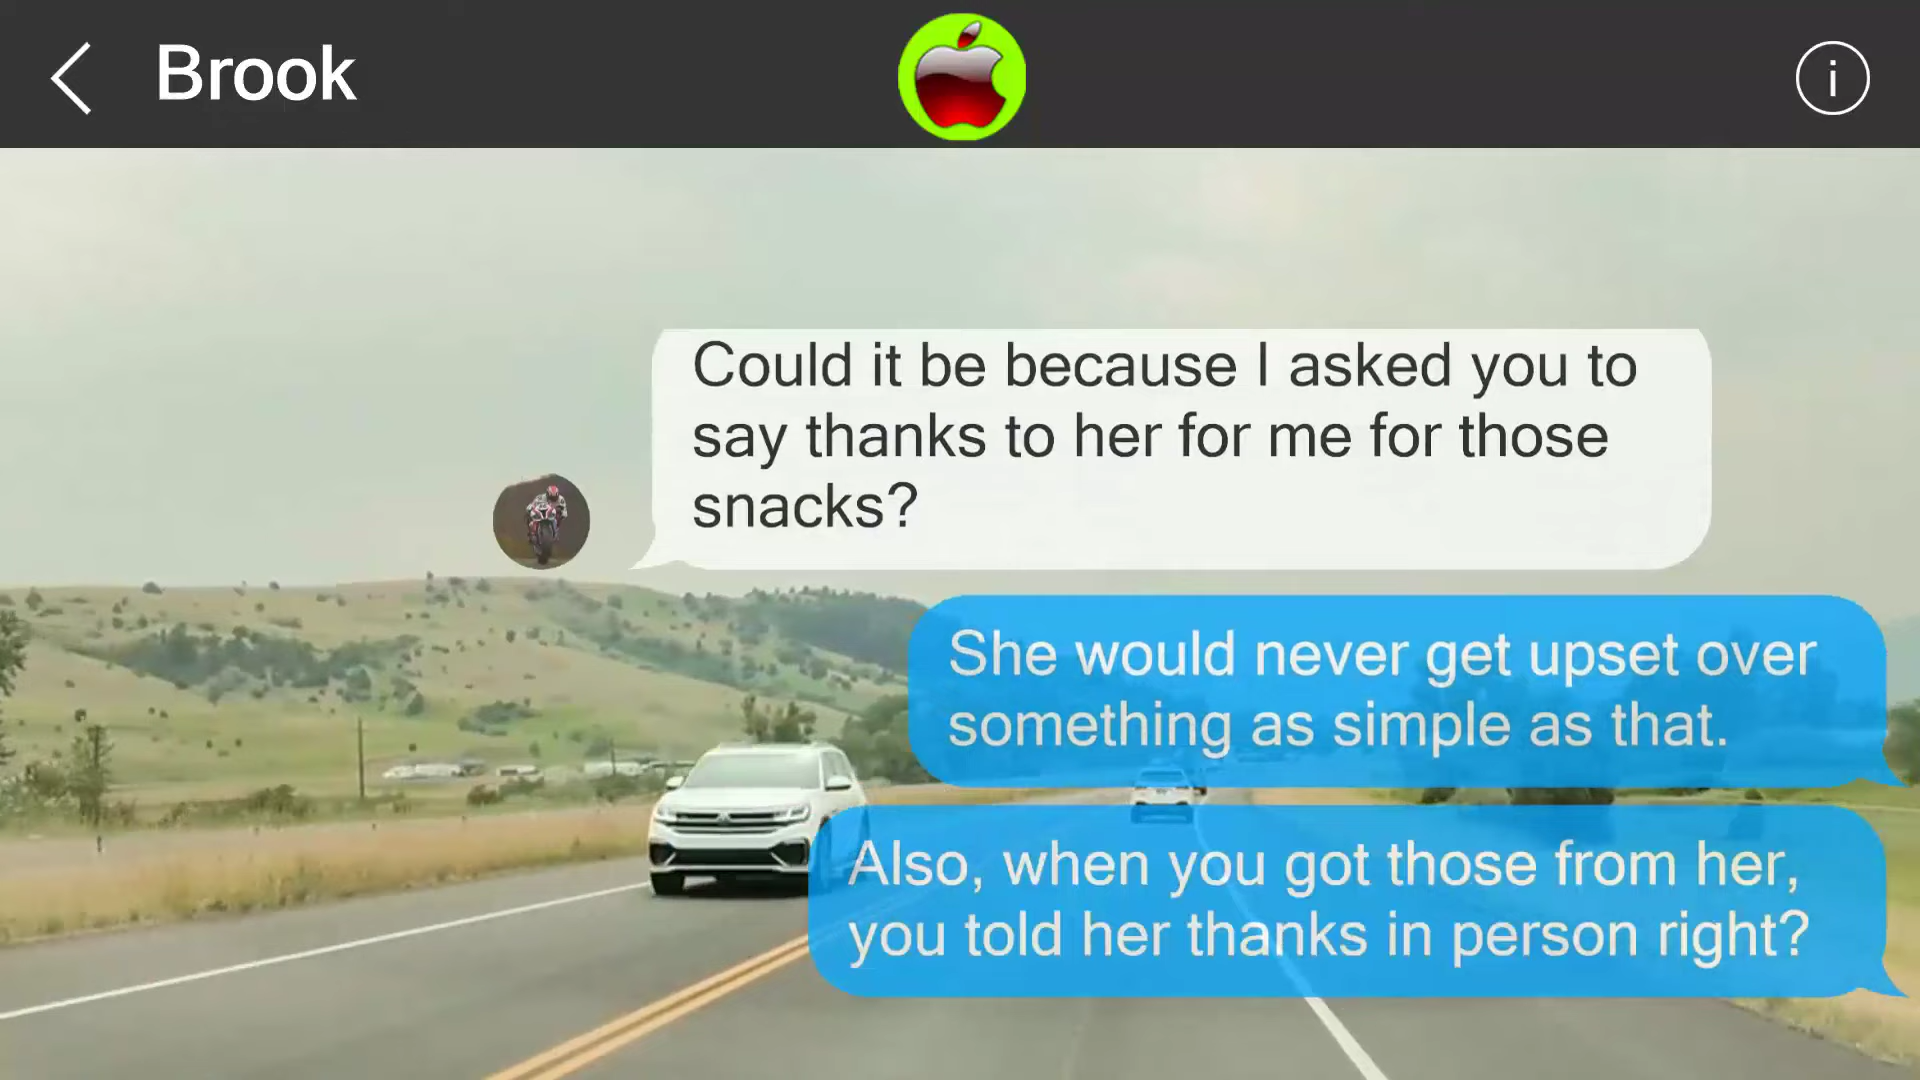 Brook
i
Could it be because I asked you to
say thanks to her for me for those
snacks?
She would never get upset over
something as simple as that.
Also, when you got those from her,
you told her thanks in person right?